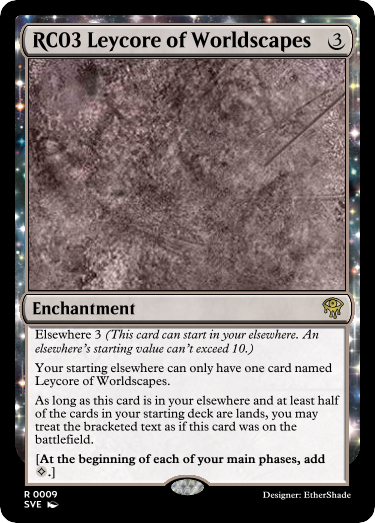 RC03 Leycore of Worldscapes 3
Enchantment
Elsewhere 3 (This card can start in your elsewhere. An
elsewhere's starting value can't exceed 10.)
Your starting elsewhere can only have one card named
Leycore of Worldscapes.
As long as this card is in your elsewhere and at least half
of the cards in your starting deck are lands, you may
treat the bracketed text as if this card was on the
battlefield.
[At the beginning of each of your main phases, add
.]
R 0009
SVE
Designer: EtherShade